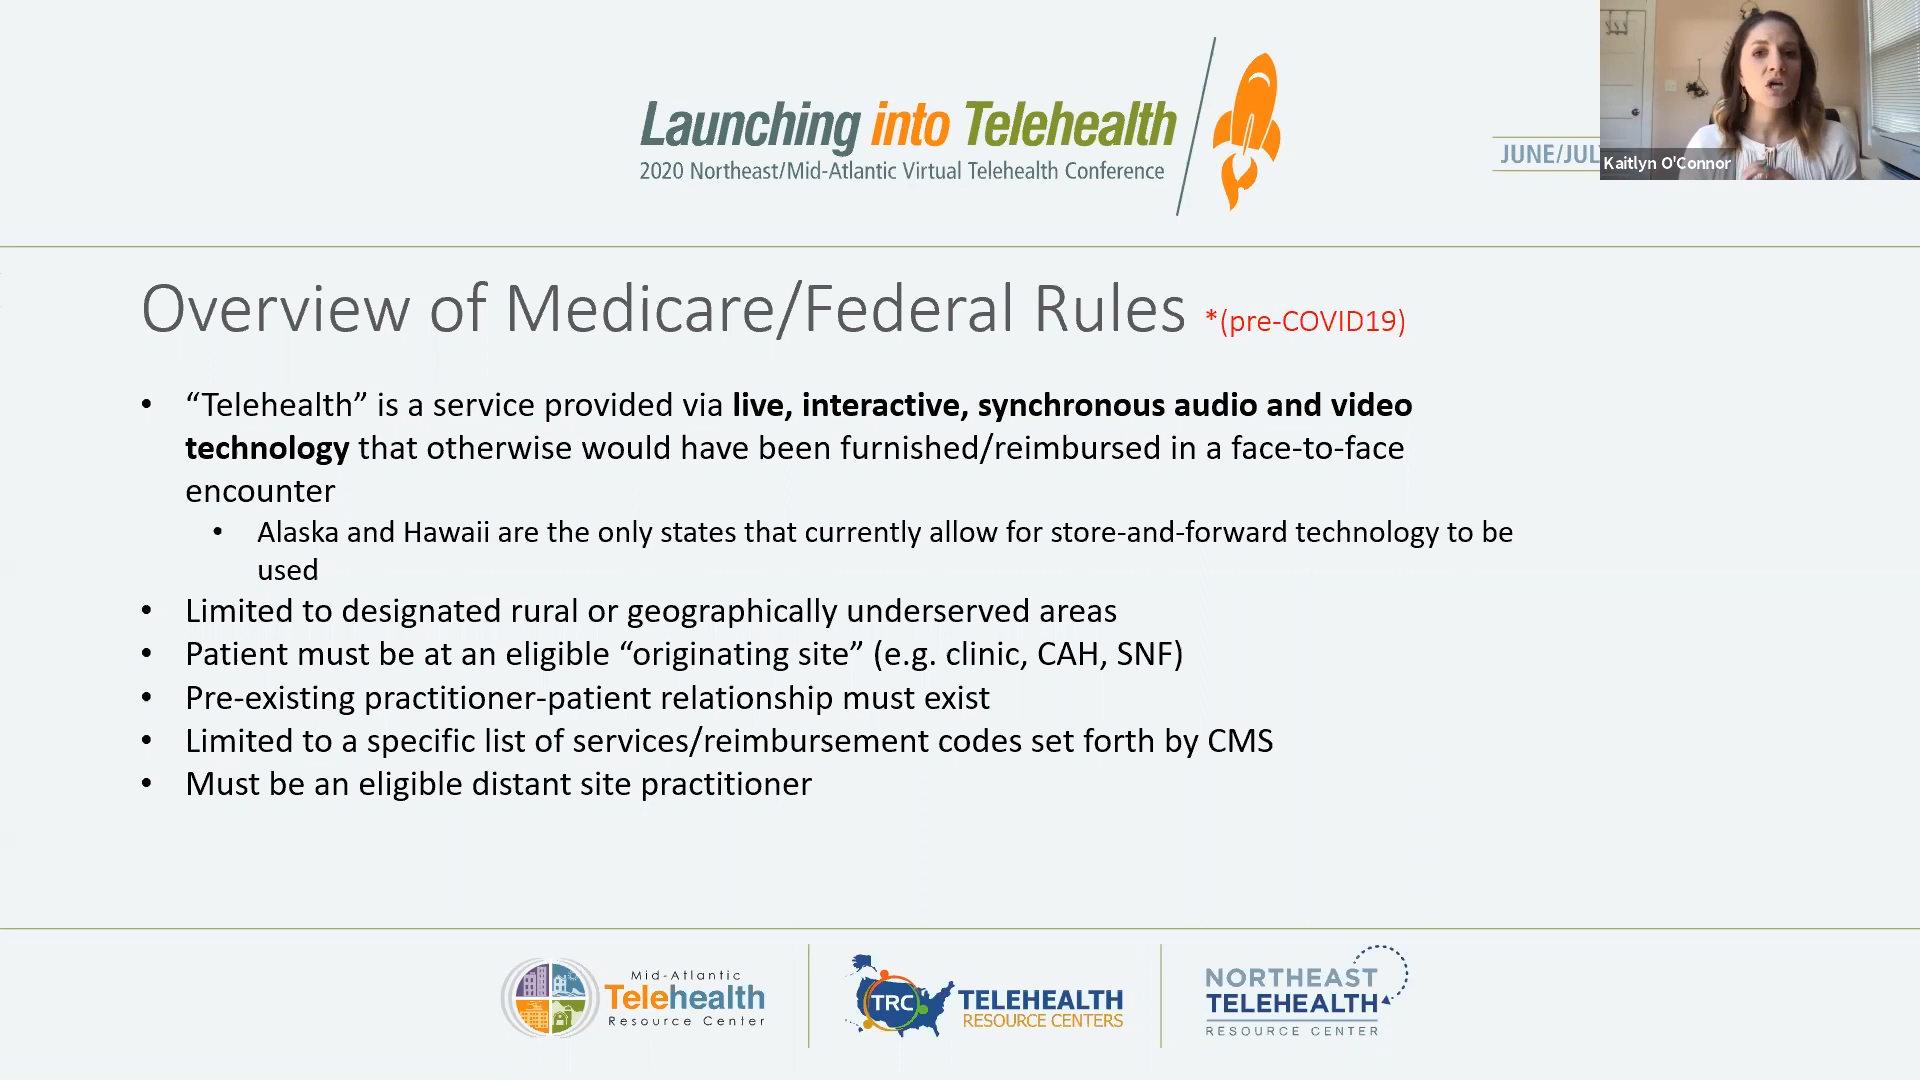 Launching into Telehealth
2020 Northeast/Mid-Atlantic Virtual Telehealth Conference
JUNE/JUL
Kaitlyn O'Connor
Overview of Medicare/Federal Rules *(pre-COVID19)
• “Telehealth” is a service provided via live, interactive, synchronous audio and video
technology that otherwise would have been furnished/reimbursed in a face-to-face
encounter
• Alaska and Hawaii are the only states that currently allow for store-and-forward technology to be
used
• Limited to designated rural or geographically underserved areas
• Patient must be at an eligible “originating site” (e.g. clinic, CAH, SNF)
• Pre-existing practitioner-patient relationship must exist
• Limited to a specific list of services/reimbursement codes set forth by CMS
• Must be an eligible distant site practitioner
Mid-Atlantic
Telehealth
Resource Center
TRC
TELEHEALTH
RESOURCE CENTERS
NORTHEAST
TELEHEALTH
RESOURCE CENTER